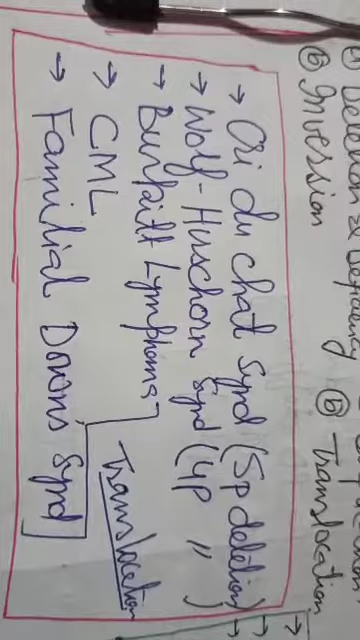 Deletion & Deficiency
ⓑ Inversion ⓑ Translocation
→ Cri du chat Synd (5p deletion)
→ Wolf-Hirschorn Synd (4p " )
→ Burkitt Lymphoma
→ CML
→ Familial Down's Synd
Translocation